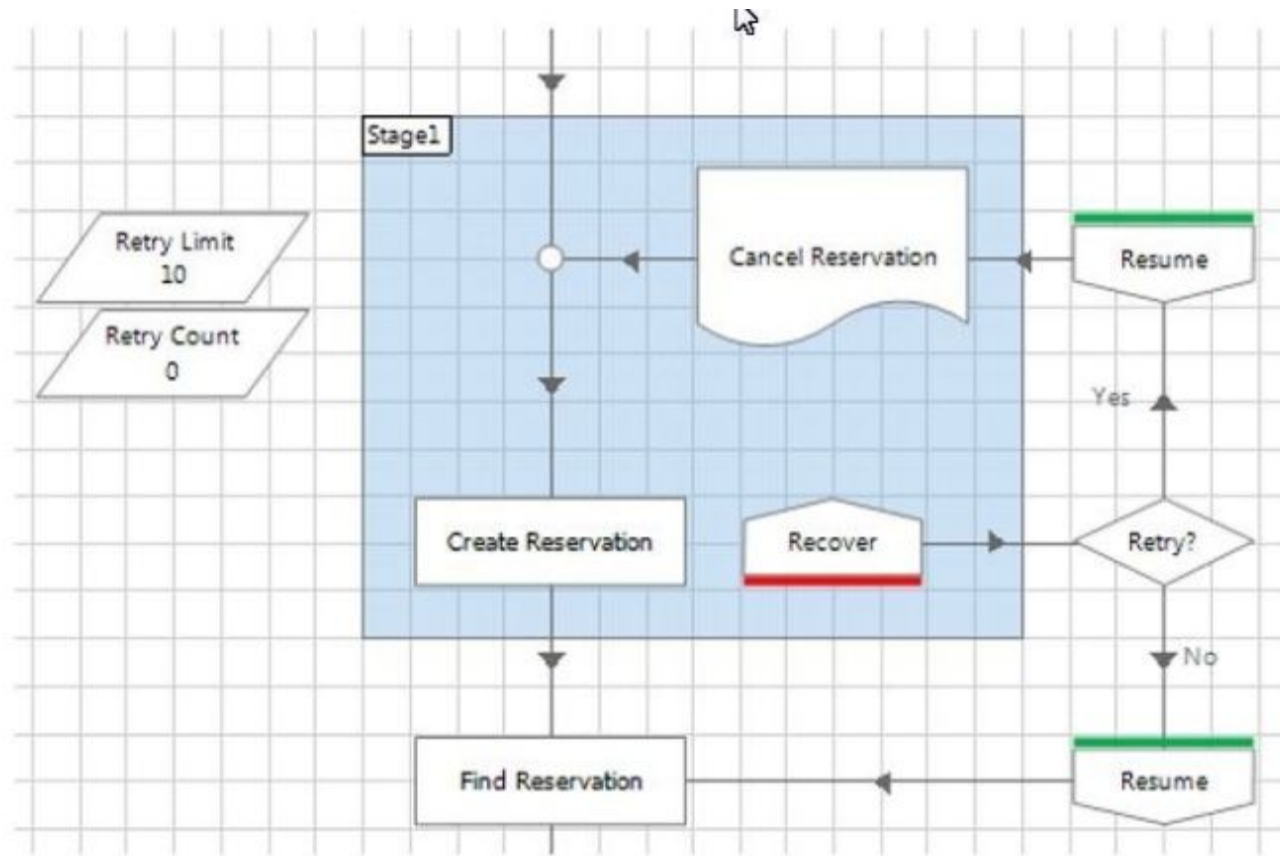 Stage1
Retry Limit
10
Cancel Reservation
Resume
Retry Count
0
Yes
Create Reservation
Recover
Retry?
No
Find Reservation
Resume